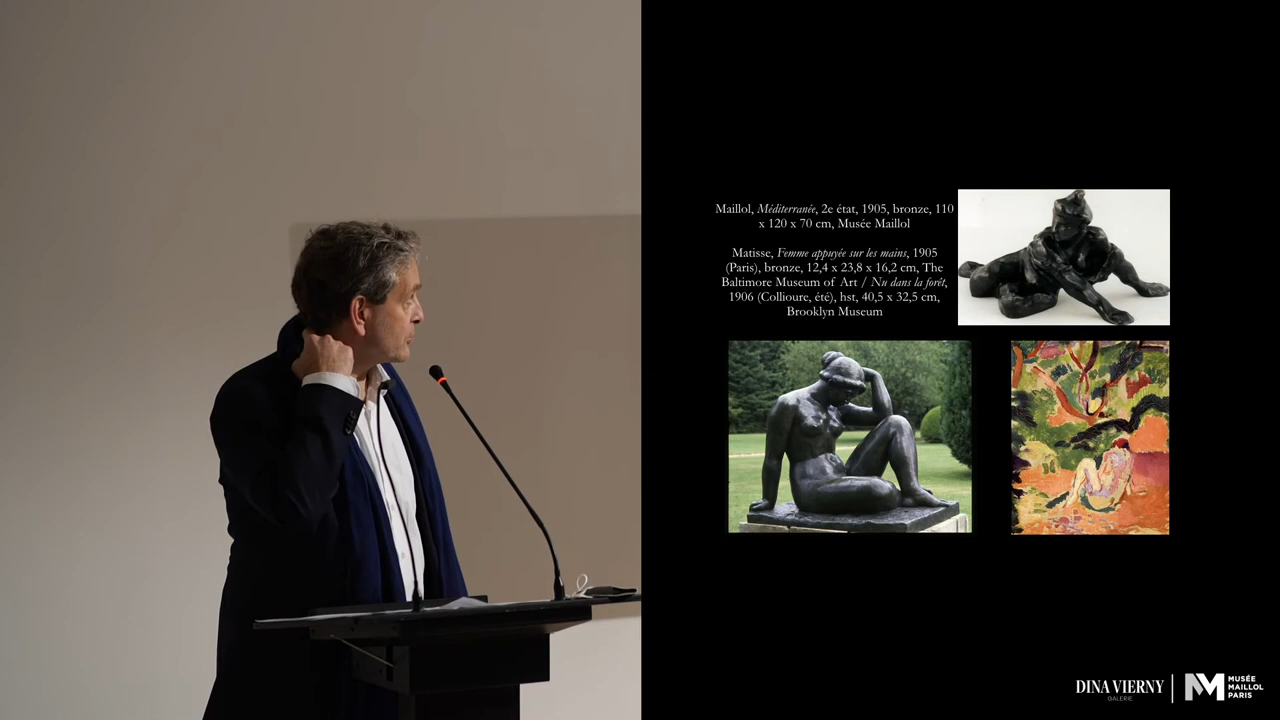 Maillol, Méditerranée, 2e état, 1905, bronze, 110
x 120 x 70 cm, Musée Maillol
Matisse, Femme appuyée sur les mains, 1905
(Paris), bronze, 12,4 x 23,8 x 16,2 cm, The
Baltimore Museum of Art / Nu dans la forêt,
1906 (Collioure, été), hst, 40,5 x 32,5 cm,
Brooklyn Museum
DINA VIERNY
GALERIE
MUSÉE
MAILLOL
PARIS